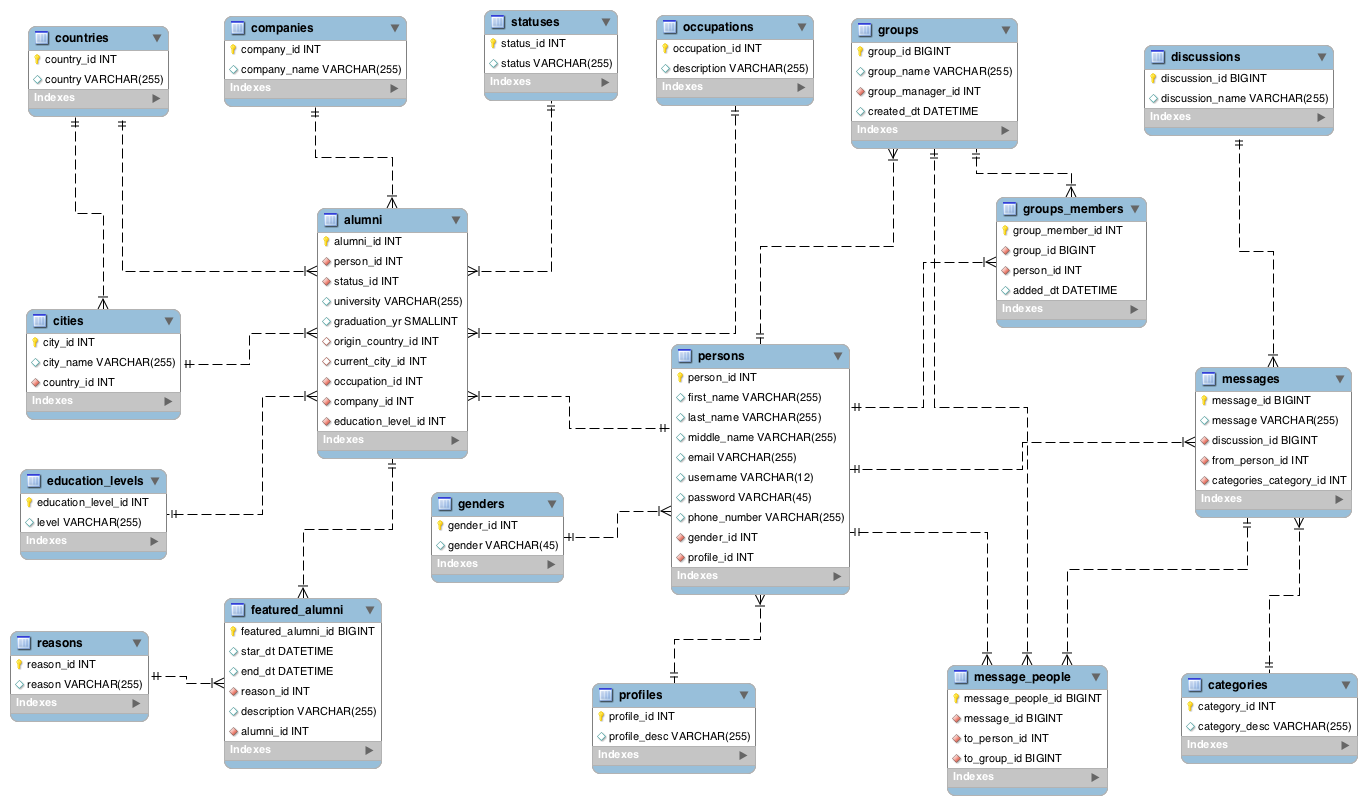 countries
country_id INT
country VARCHAR(255)
Indexes
companies
company_id INT
company_name VARCHAR(255)
Indexes
statuses
status_id INT
status VARCHAR(255)
Indexes
occupations
occupation_id INT
description VARCHAR(255)
Indexes
groups
group_id BIGINT
group_name VARCHAR(255)
group_manager_id INT
created_dt DATETIME
Indexes
discussions
discussion_id BIGINT
discussion_name VARCHAR(255)
Indexes
alumni
alumni_id INT
person_id INT
status_id INT
university VARCHAR(255)
graduation_yr SMALLINT
origin_country_id INT
current_city_id INT
occupation_id INT
company_id INT
education_level_id INT
Indexes
groups_members
group_member_id INT
group_id BIGINT
person_id INT
added_dt DATETIME
Indexes
cities
city_id INT
city_name VARCHAR(255)
country_id INT
Indexes
persons
person_id INT
first_name VARCHAR(255)
last_name VARCHAR(255)
middle_name VARCHAR(255)
email VARCHAR(255)
username VARCHAR(12)
password VARCHAR(45)
phone_number VARCHAR(255)
gender_id INT
profile_id INT
Indexes
messages
message_id BIGINT
message VARCHAR(255)
discussion_id BIGINT
from_person_id INT
categories_category_id INT
Indexes
education_levels
education_level_id INT
level VARCHAR(255)
Indexes
genders
gender_id INT
gender VARCHAR(45)
Indexes
featured_alumni
featured_alumni_id BIGINT
star_dt DATETIME
end_dt DATETIME
reason_id INT
description VARCHAR(255)
alumni_id INT
Indexes
reasons
reason_id INT
reason VARCHAR(255)
Indexes
profiles
profile_id INT
profile_desc VARCHAR(255)
Indexes
message_people
message_people_id BIGINT
message_id BIGINT
to_person_id INT
to_group_id BIGINT
Indexes
categories
category_id INT
category_desc VARCHAR(255)
Indexes